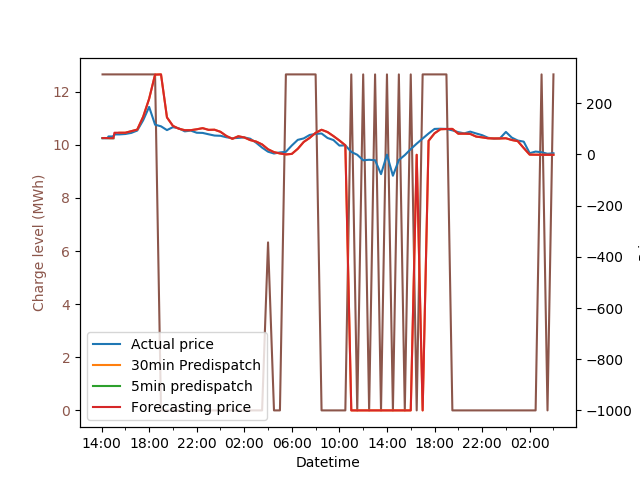 12
10
8
6
4
2
0
Charge level (MWh)
200
0
−200
−400
−600
−800
−1000
Actual price
30min Predispatch
5min predispatch
Forecasting price
14:00 18:00 22:00 02:00 06:00 10:00 14:00 18:00 22:00 02:00
Datetime